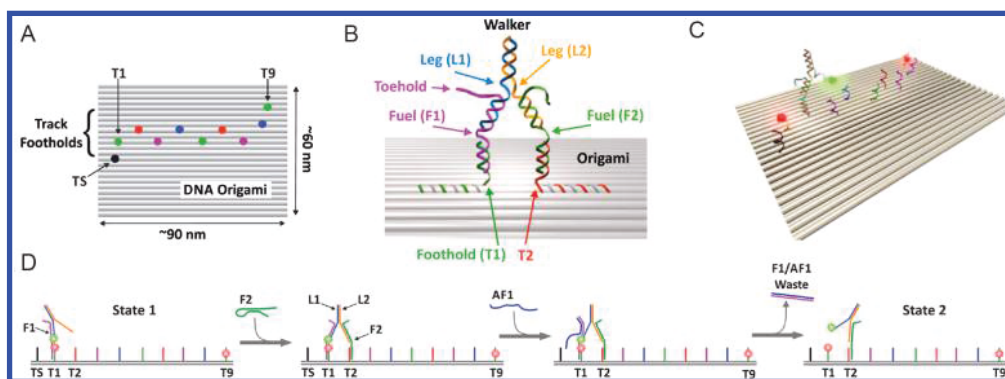 A
T1
T9
Track
Footholds
TS
DNA Origami
~60 nm
~90 nm
B
Walker
Leg (L1)
Leg (L2)
Toehold
Fuel (F1)
Fuel (F2)
Origami
Foothold (T1)
T2
C
D
State 1
F1
TS
T1
T2
T9
F2
L1
L2
F2
TS
T1
T2
T9
AF1
T1
T2
T9
F1/AF1
Waste
State 2
T1
T2
T9